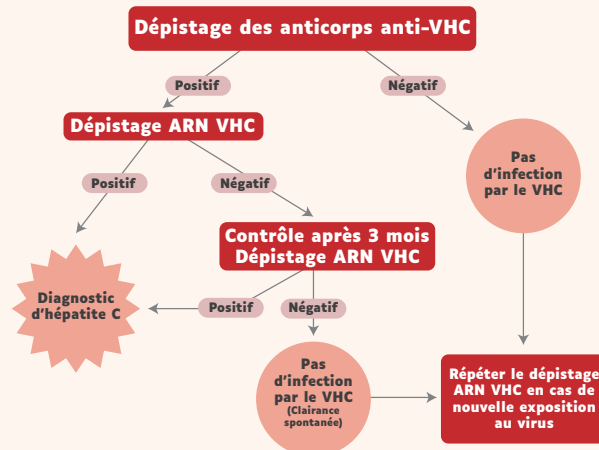 Dépistage des anticorps anti-VHC
Positif
Négatif
Dépistage ARN VHC
Pas
d'infection
par le VHC
Positif
Négatif
Contrôle après 3 mois
Dépistage ARN VHC
Diagnostic
d'hépatite C
Positif
Négatif
Pas
d'infection
par le VHC
(Clairance
spontanée)
Répéter le dépistage
ARN VHC en cas de
nouvelle exposition
au virus